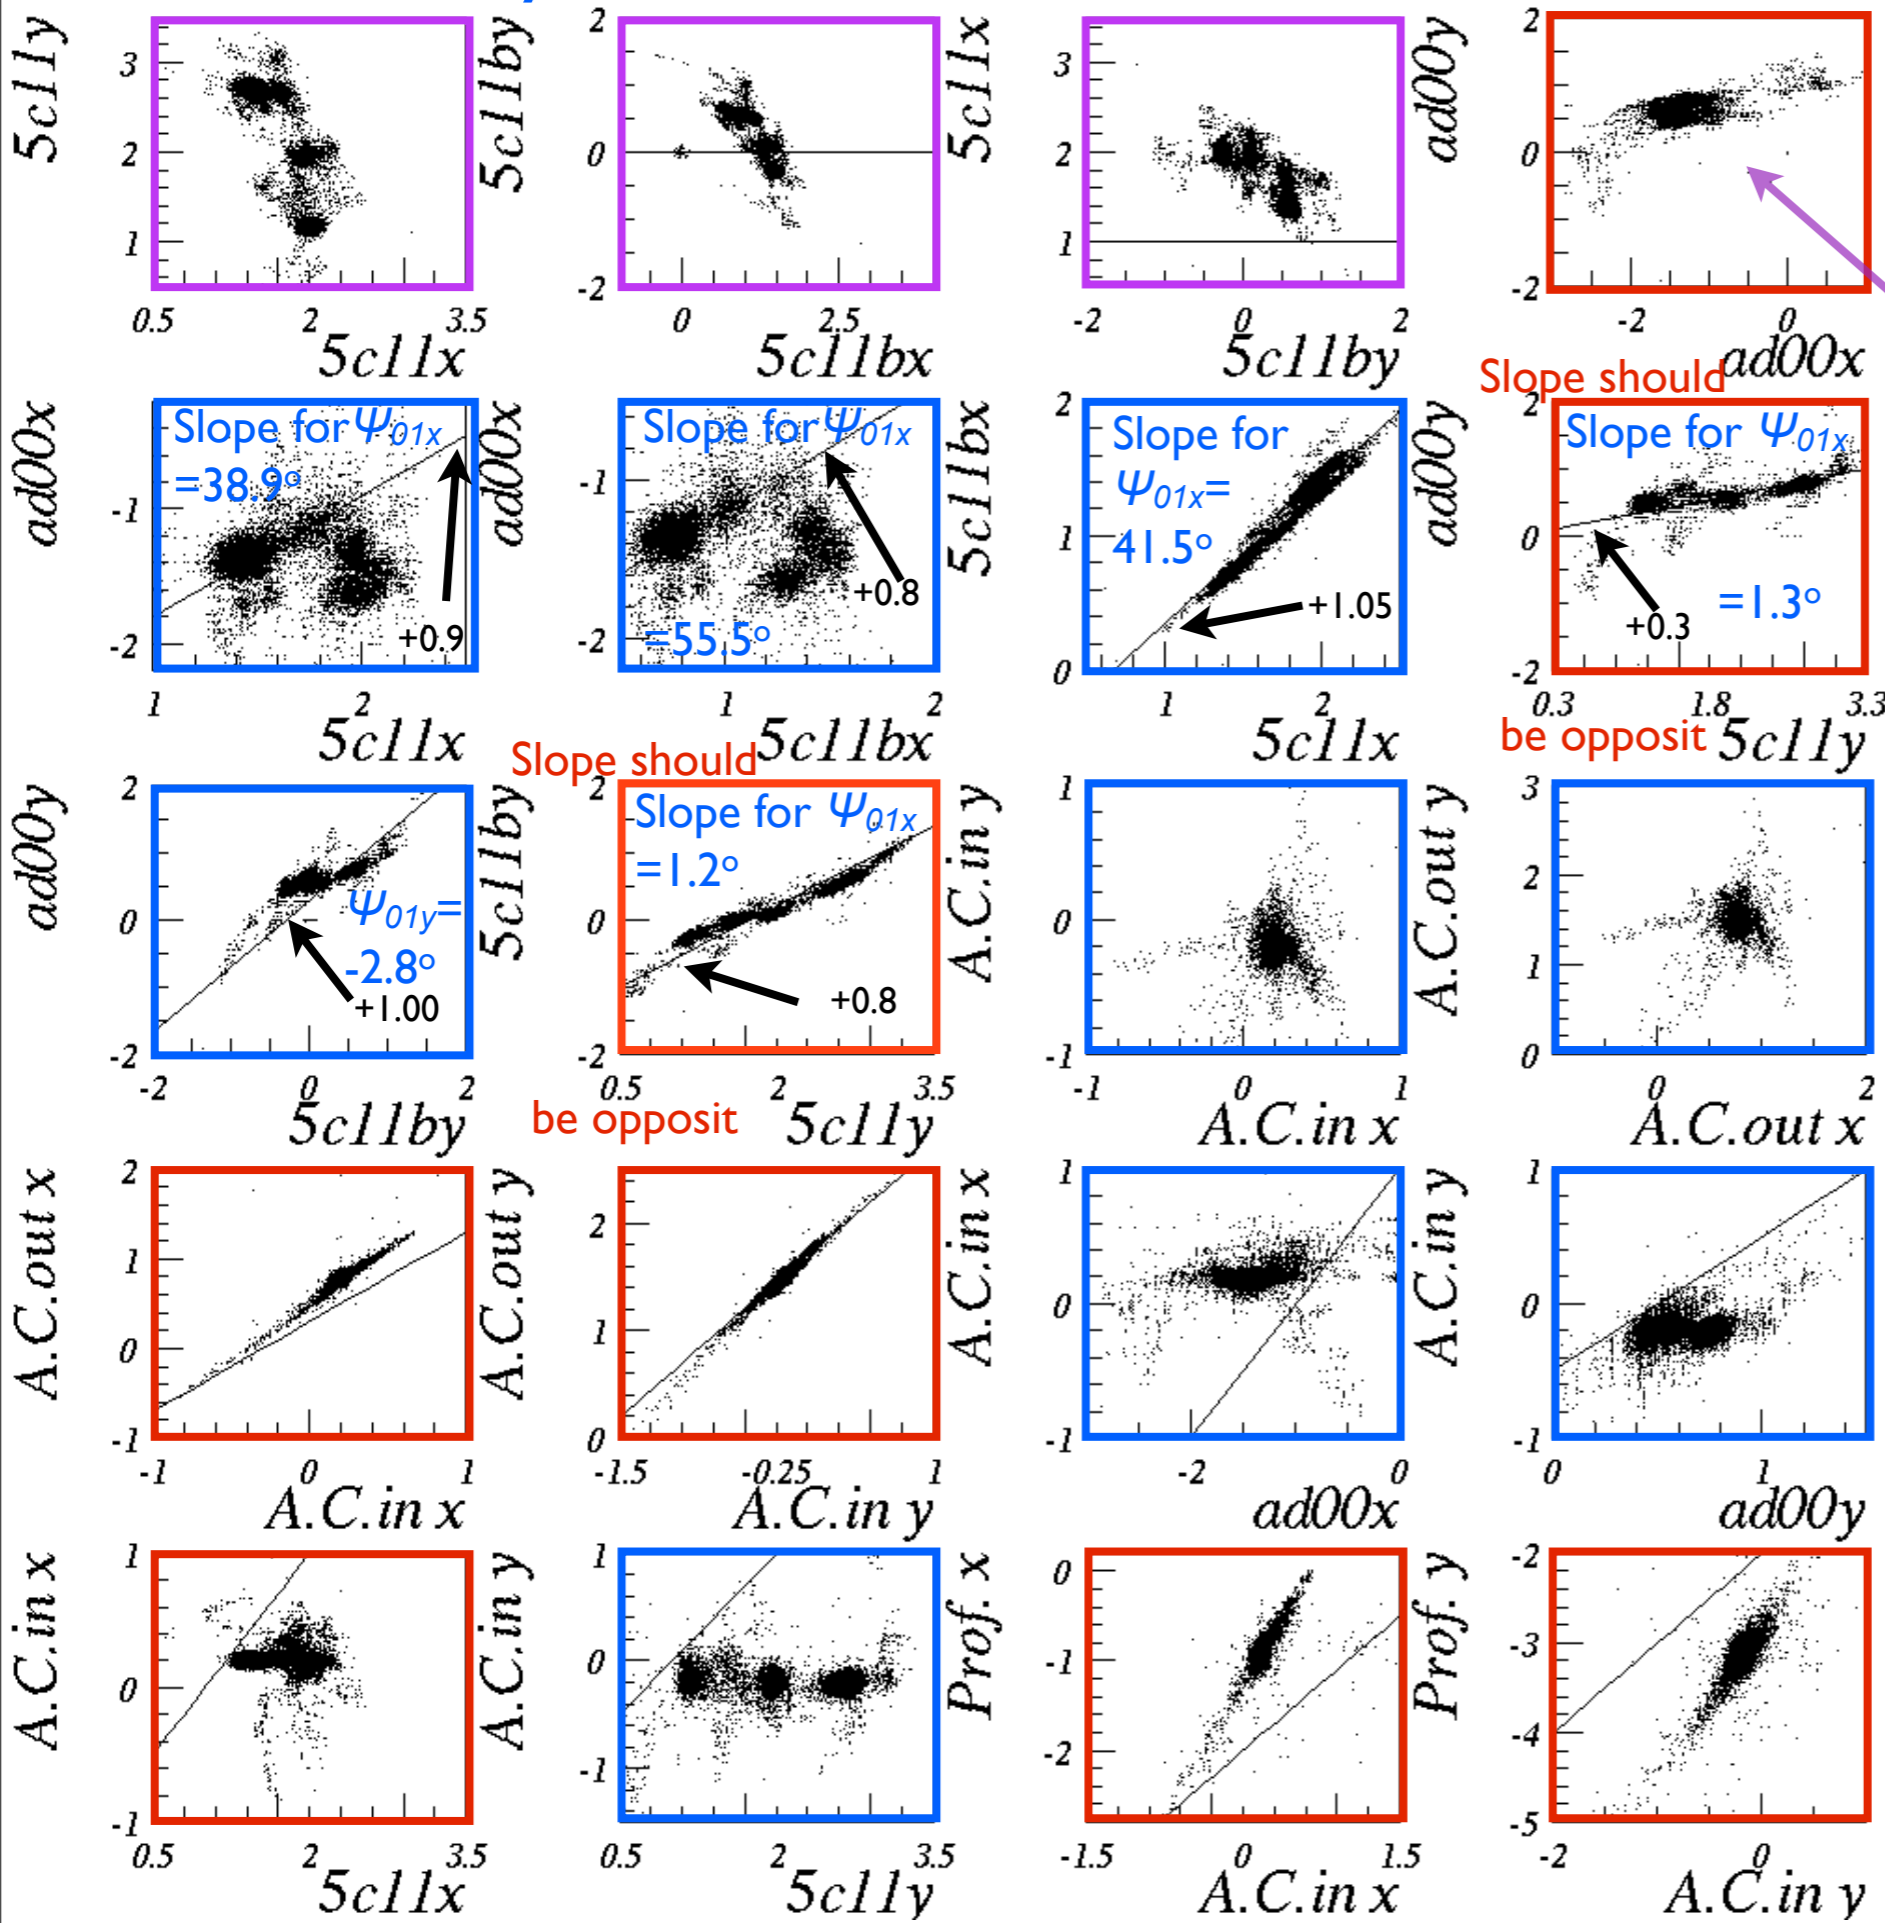 5c11y
3
2
1
0.5 2 3.5
5c11x
5c11by
2
0
-2
0 2.5
5c11bx
5c11x
3
2
1
-2 0 2
5c11by
ad00y
2
0
-2
-2 0
ad00x
ad00x
Slope for Ψ01x
=38.9°
-1
-2
+0.9
1 2
5c11x
ad00x
Slope for Ψ01x
-1
-2
+0.8
=55.5°
1 2
5c11bx
5c11bx
2
1
0
Slope for
Ψ01x=
41.5°
+1.05
1 2
5c11x
Slope should
ad00y
2
0
-2
Slope for Ψ01x
=1.3°
+0.3
0.3 1.8 3.3
be opposit
5c11y
ad00y
2
0
-2
Ψ01y=
-2.8°
+1.00
-2 0 2
5c11by
Slope should
5c11by
2
0
-2
Slope for Ψ01x
=1.2°
+0.8
0.5 2 3.5
be opposit
5c11y
A.C.in y
1
0
-1
-1 0 1
A.C.in x
A.C.out y
3
2
1
0
0 2
A.C.out x
A.C.out x
2
1
0
-1
-1 0 1
A.C.in x
A.C.out y
2
1
0
-1.5 -0.25 1
A.C.in y
A.C.in x
1
0
-1
-2 0
ad00x
A.C.in y
1
0
-1
0 1
ad00y
A.C.in x
1
0
-1
0.5 2 3.5
5c11x
A.C.in y
1
0
-1
0.5 2 3.5
5c11y
Prof. x
0
-1
-2
-1.5 0 1.5
A.C.in x
Prof. y
-2
-3
-4
-5
-2 0
A.C.in y